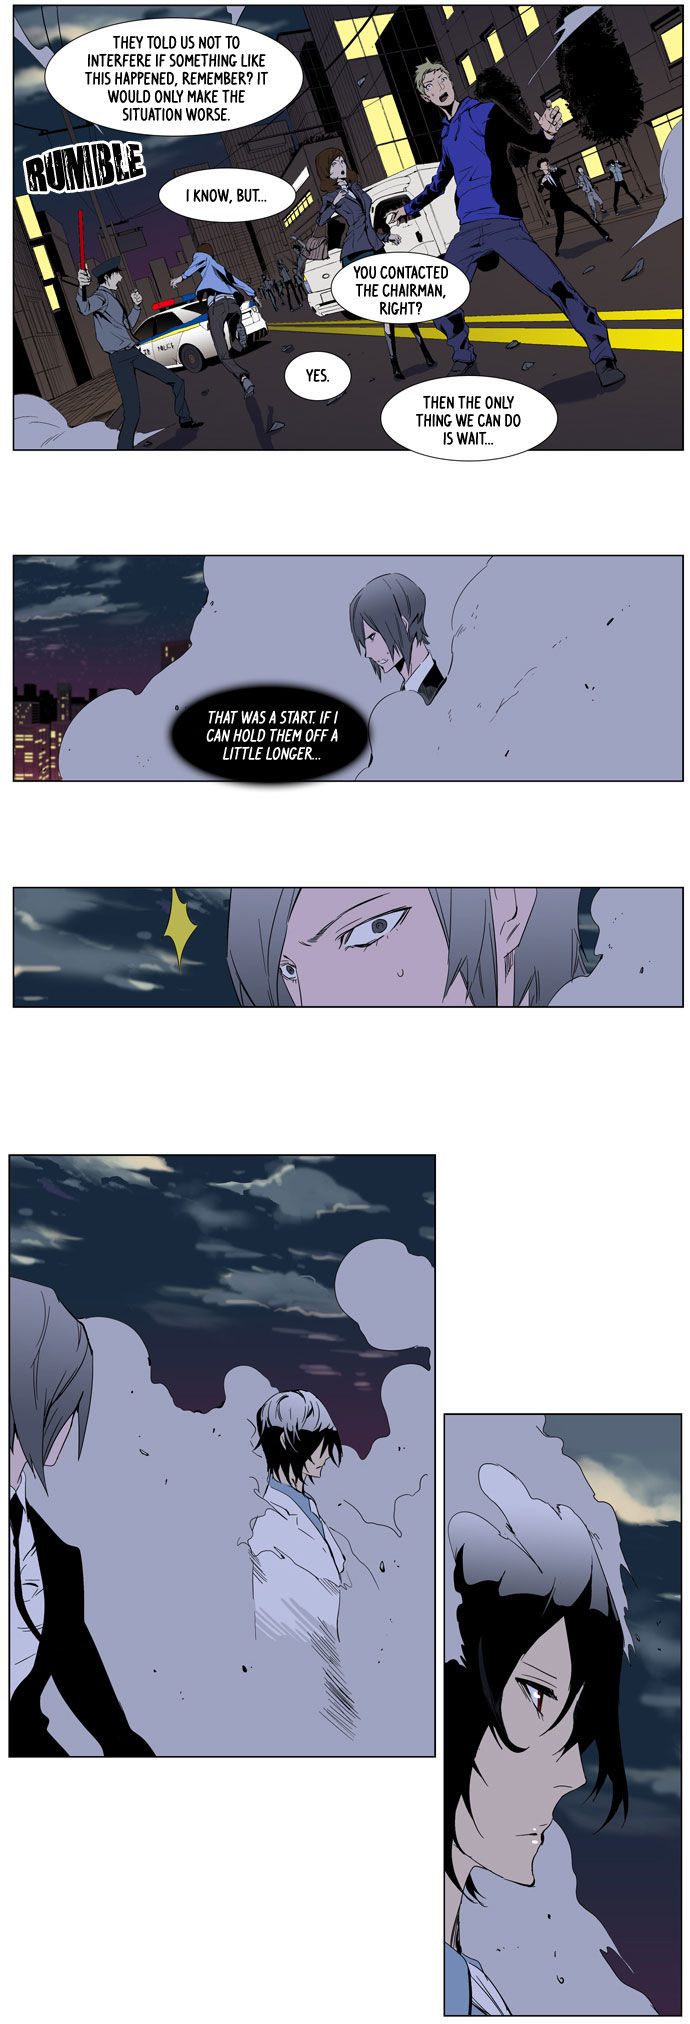 THEY TOLD US NOT TO
INTERFERE IF SOMETHING LIKE
THIS HAPPENED, REMEMBER? IT
WOULD ONLY MAKE THE
SITUATION WORSE.
RUMBLE
I KNOW, BUT...
YOU CONTACTED
THE CHAIRMAN,
RIGHT?
POLICE
YES.
THEN THE ONLY
THING WE CAN DO
IS WAIT...
THAT WAS A START. IF I
CAN HOLD THEM OFF A
LITTLE LONGER...